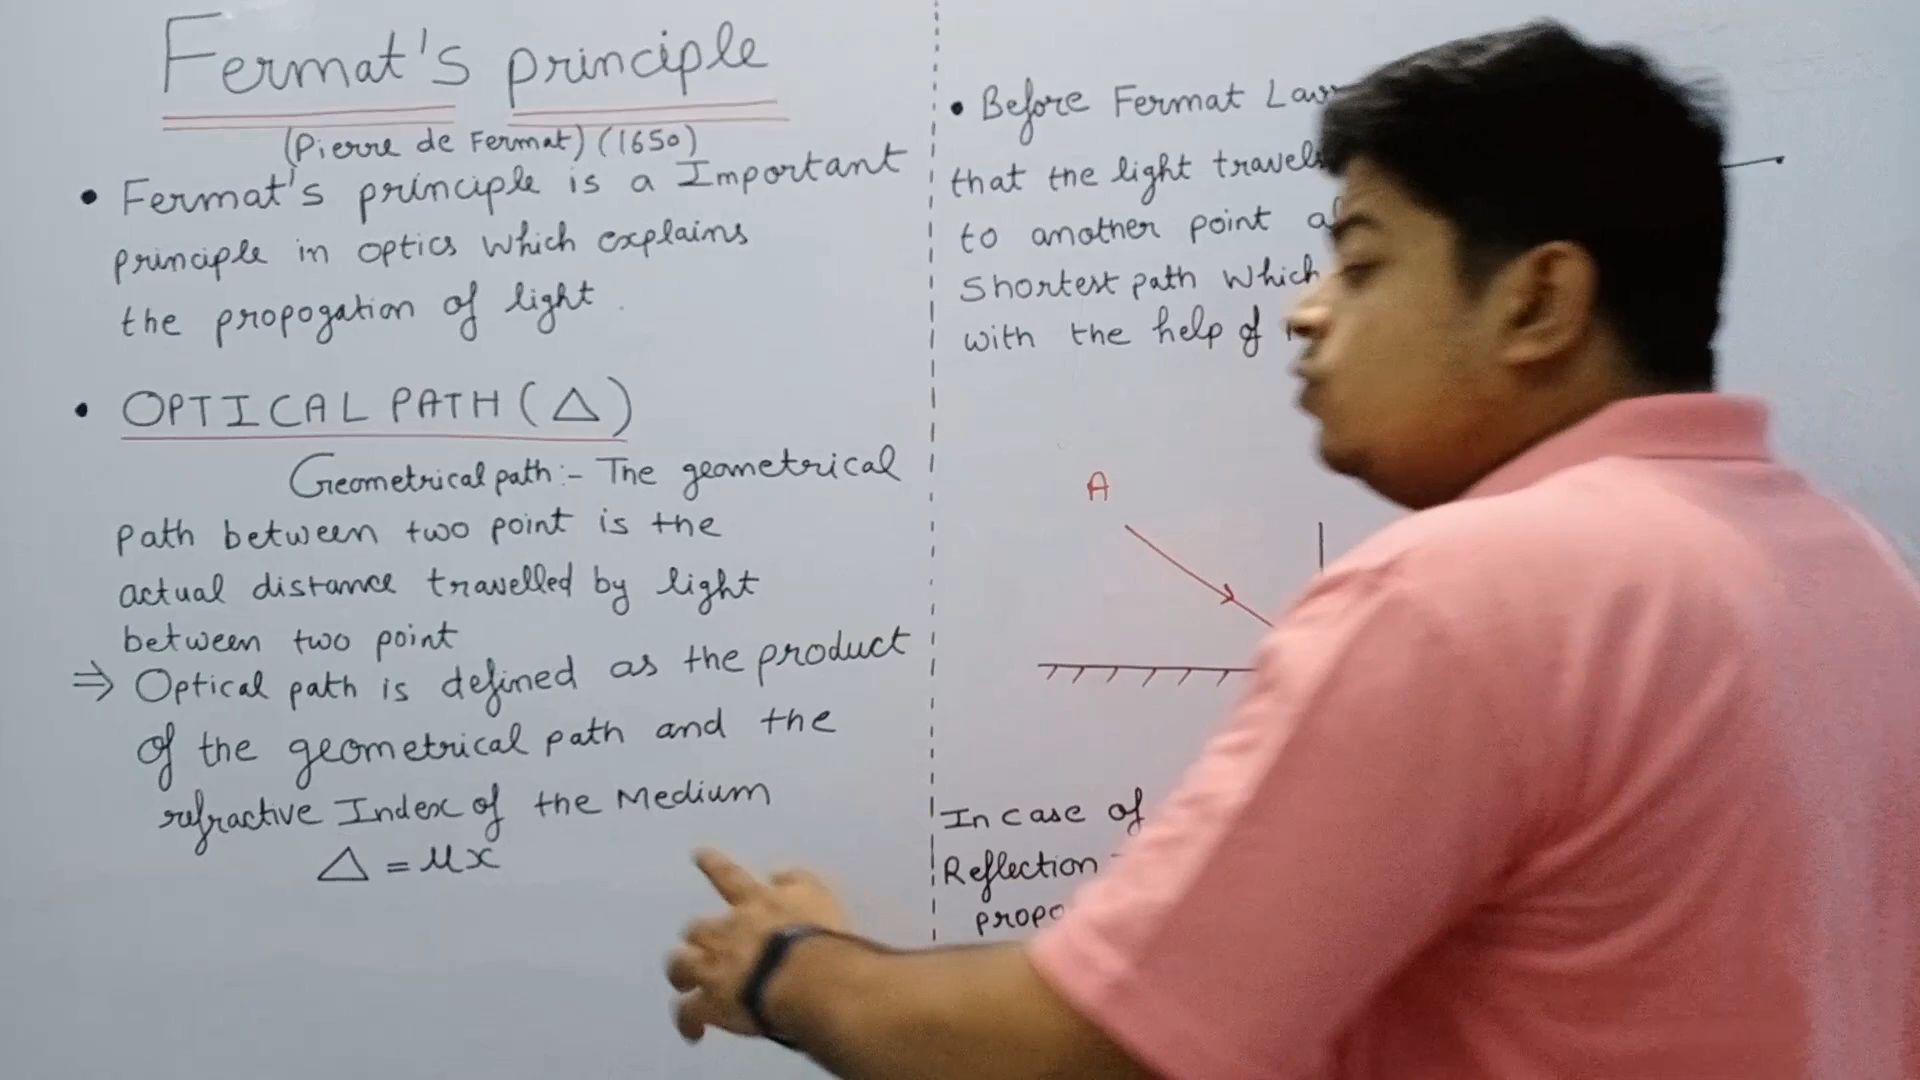 Fermat's principle
(Pierre de Fermat) (1650)
• Fermat's principle is a Important
principle in optics which explains
the propogation of light.
• OPTICAL PATH (△)
Geometrical path:- The geometrical
path between two point is the
actual distance travelled by light
between two point
⇒ Optical path is defined as the product
of the geometrical path and the
refractive Index of the Medium
△ = μx
• Before Fermat
that the light travels
to another point
shortest path which
with the help of
A
In case of
Reflection